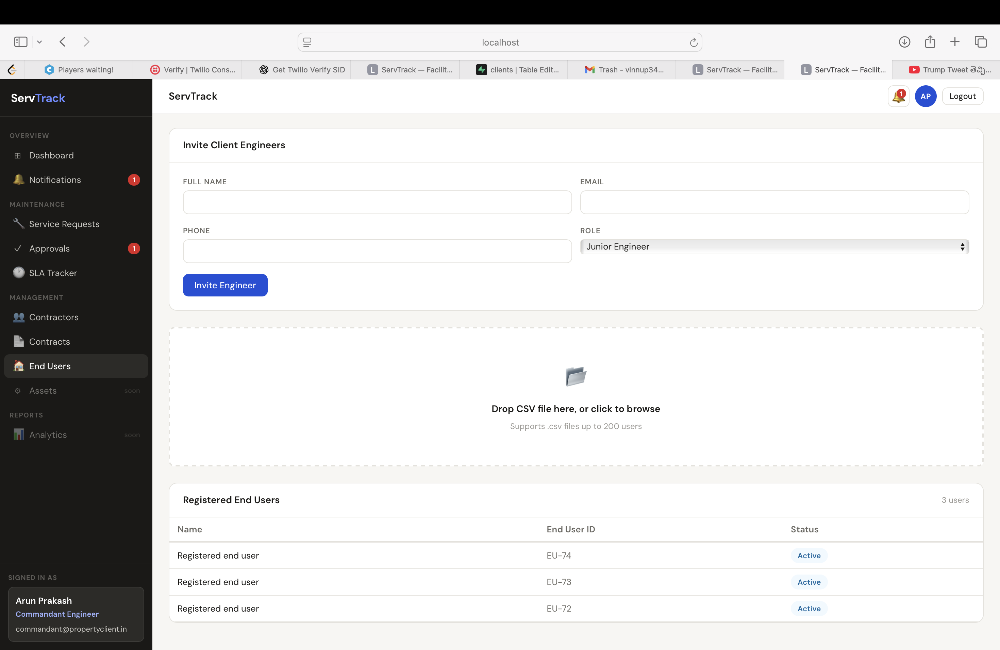 localhost
Players waiting!
Verify | Twilio Cons...
Get Twilio Verify SID
L ServTrack — Facilit...
clients | Table Edit...
Trash - vinnup34...
L ServTrack — Facilit...
L ServTrack — Facilit...
Trump Tweet తెచ్చి...
ServTrack
ServTrack
1
AP
Logout
OVERVIEW
Dashboard
Notifications 1
MAINTENANCE
Service Requests
Approvals 1
SLA Tracker
MANAGEMENT
Contractors
Contracts
End Users
Assets soon
REPORTS
Analytics soon
SIGNED IN AS
Arun Prakash
Commandant Engineer
commandant@propertyclient.in
Invite Client Engineers
FULL NAME
EMAIL
PHONE
ROLE
Junior Engineer
Invite Engineer
Drop CSV file here, or click to browse
Supports .csv files up to 200 users
Registered End Users 3 users
Name End User ID Status
Registered end user EU-74 Active
Registered end user EU-73 Active
Registered end user EU-72 Active